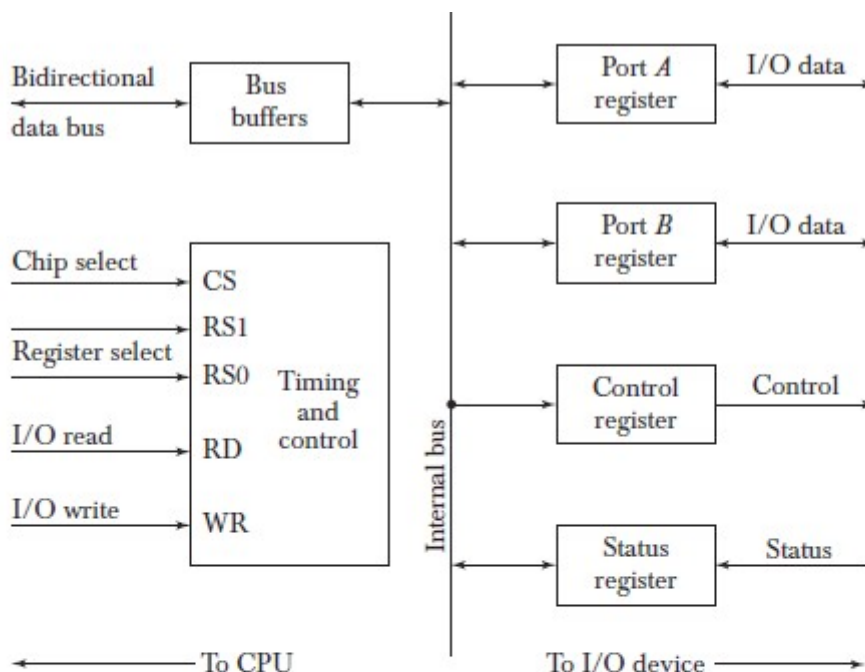 Bidirectional
data bus
Bus
buffers
Port A
register
I/O data
Port B
register
I/O data
Chip select
CS
RS1
Register select
RS0
Timing
and
control
I/O read
RD
I/O write
WR
Internal bus
Control
register
Control
Status
register
Status
To CPU
To I/O device